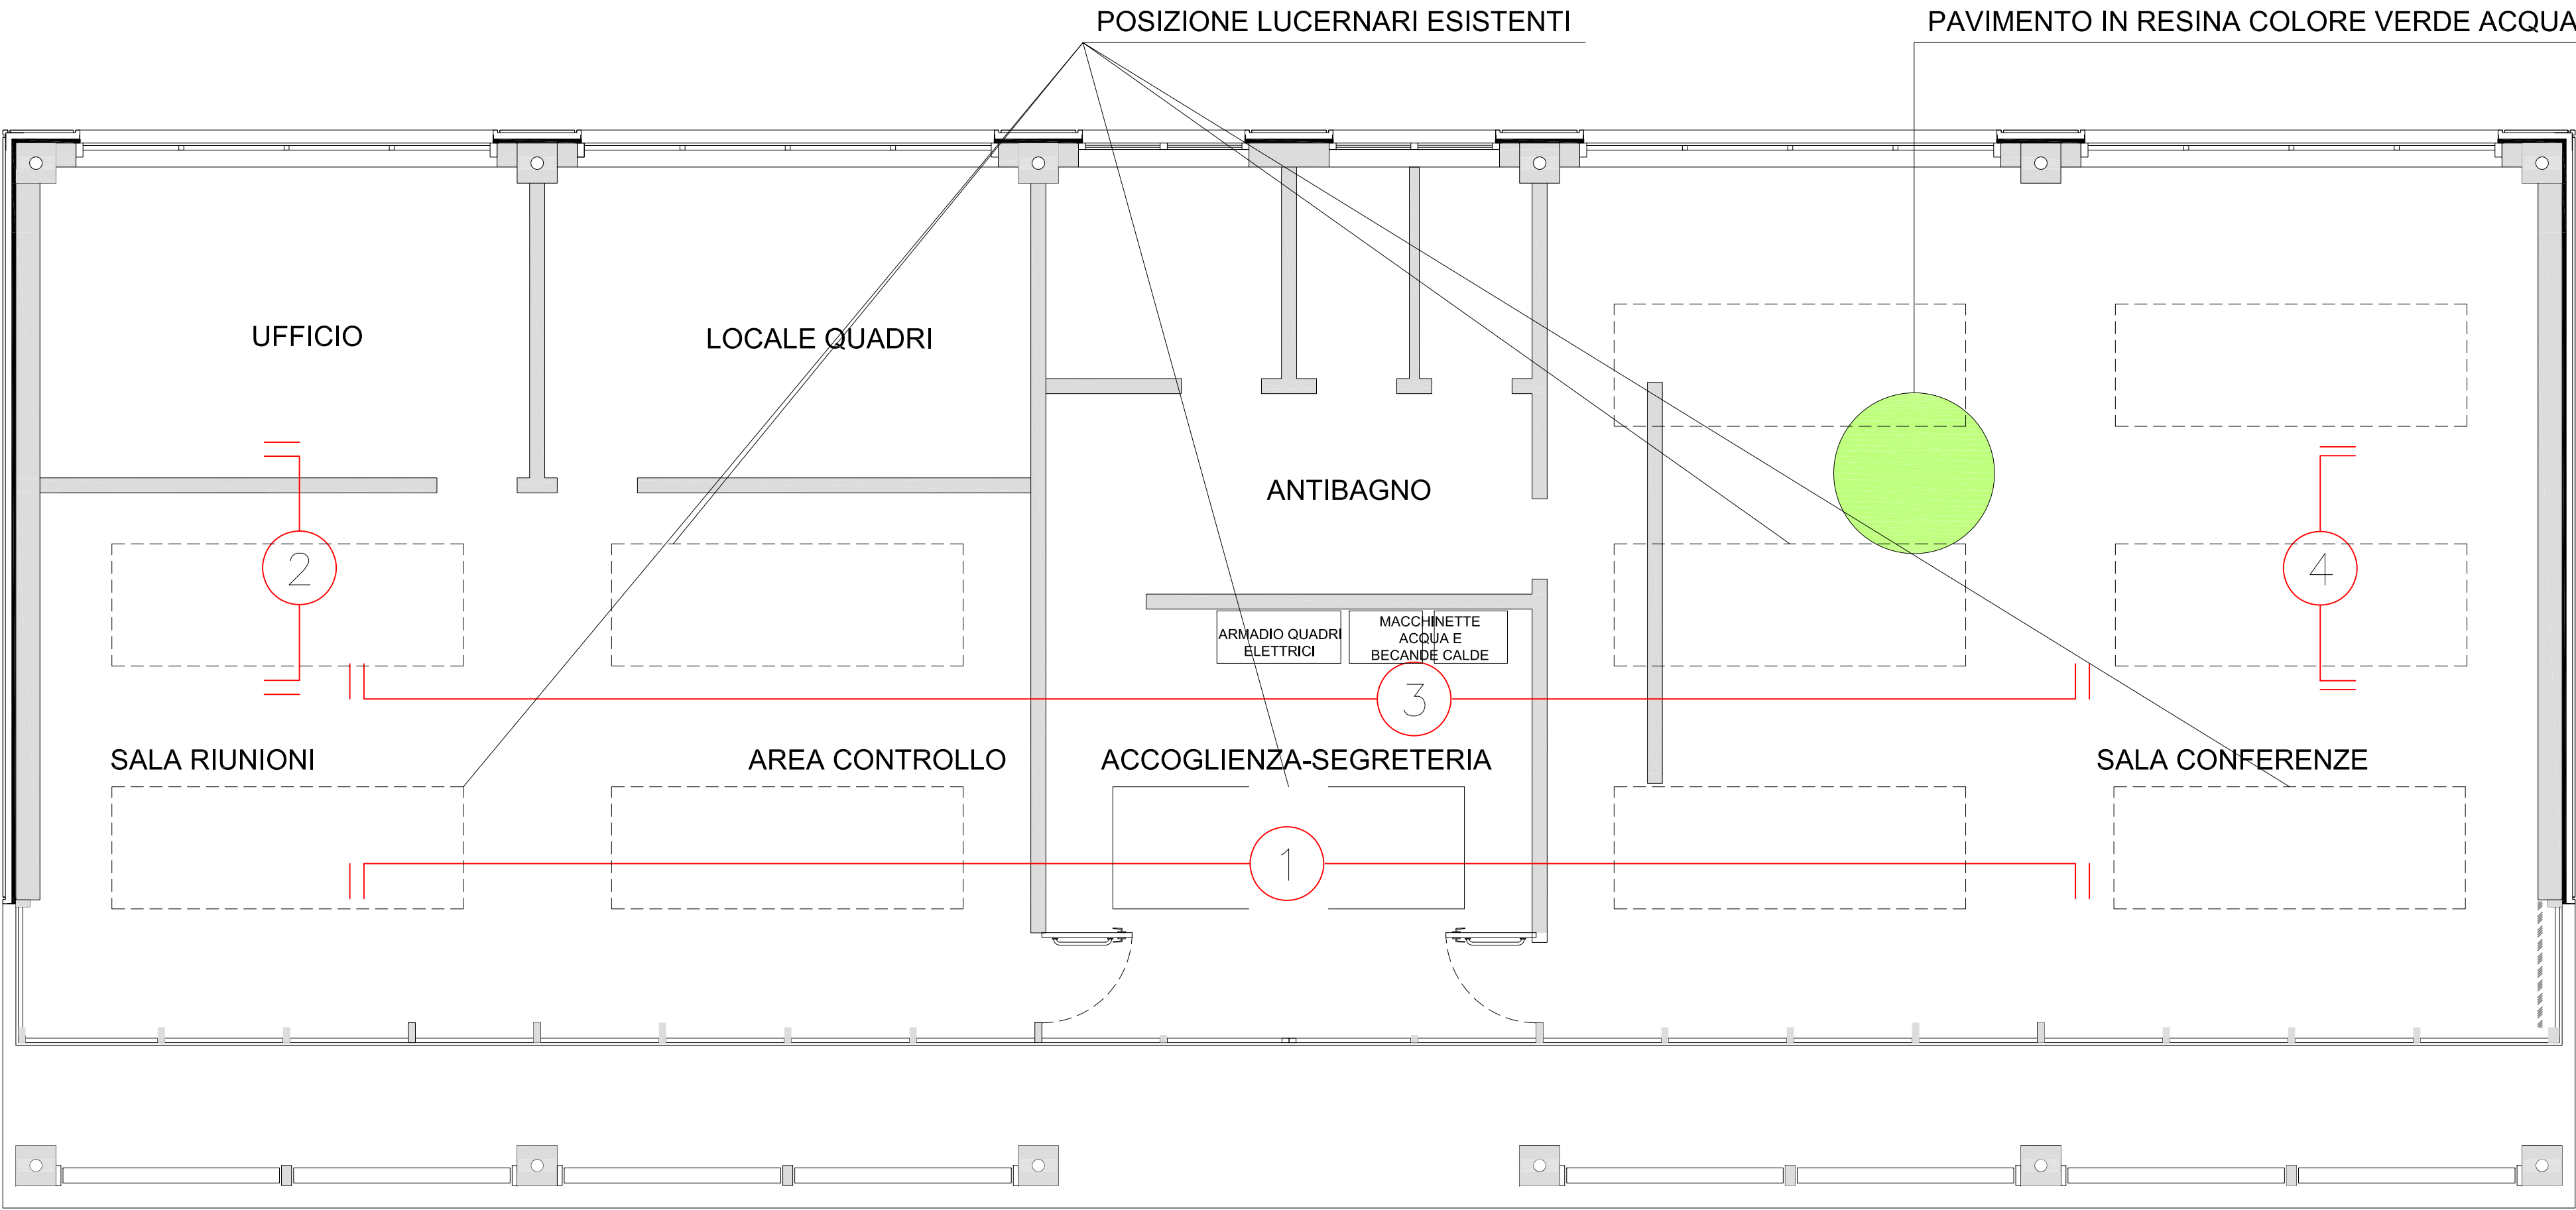 POSIZIONE LUCERNARI ESISTENTI
PAVIMENTO IN RESINA COLORE VERDE ACQUA
UFFICIO
LOCALE QUADRI
ANTIBAGNO
2
4
ARMADIO QUADRI
ELETTRICI
MACCHINETTE
ACQUA E
BECANDE CALDE
3
SALA RIUNIONI
AREA CONTROLLO
ACCOGLIENZA-SEGRETERIA
SALA CONFERENZE
1